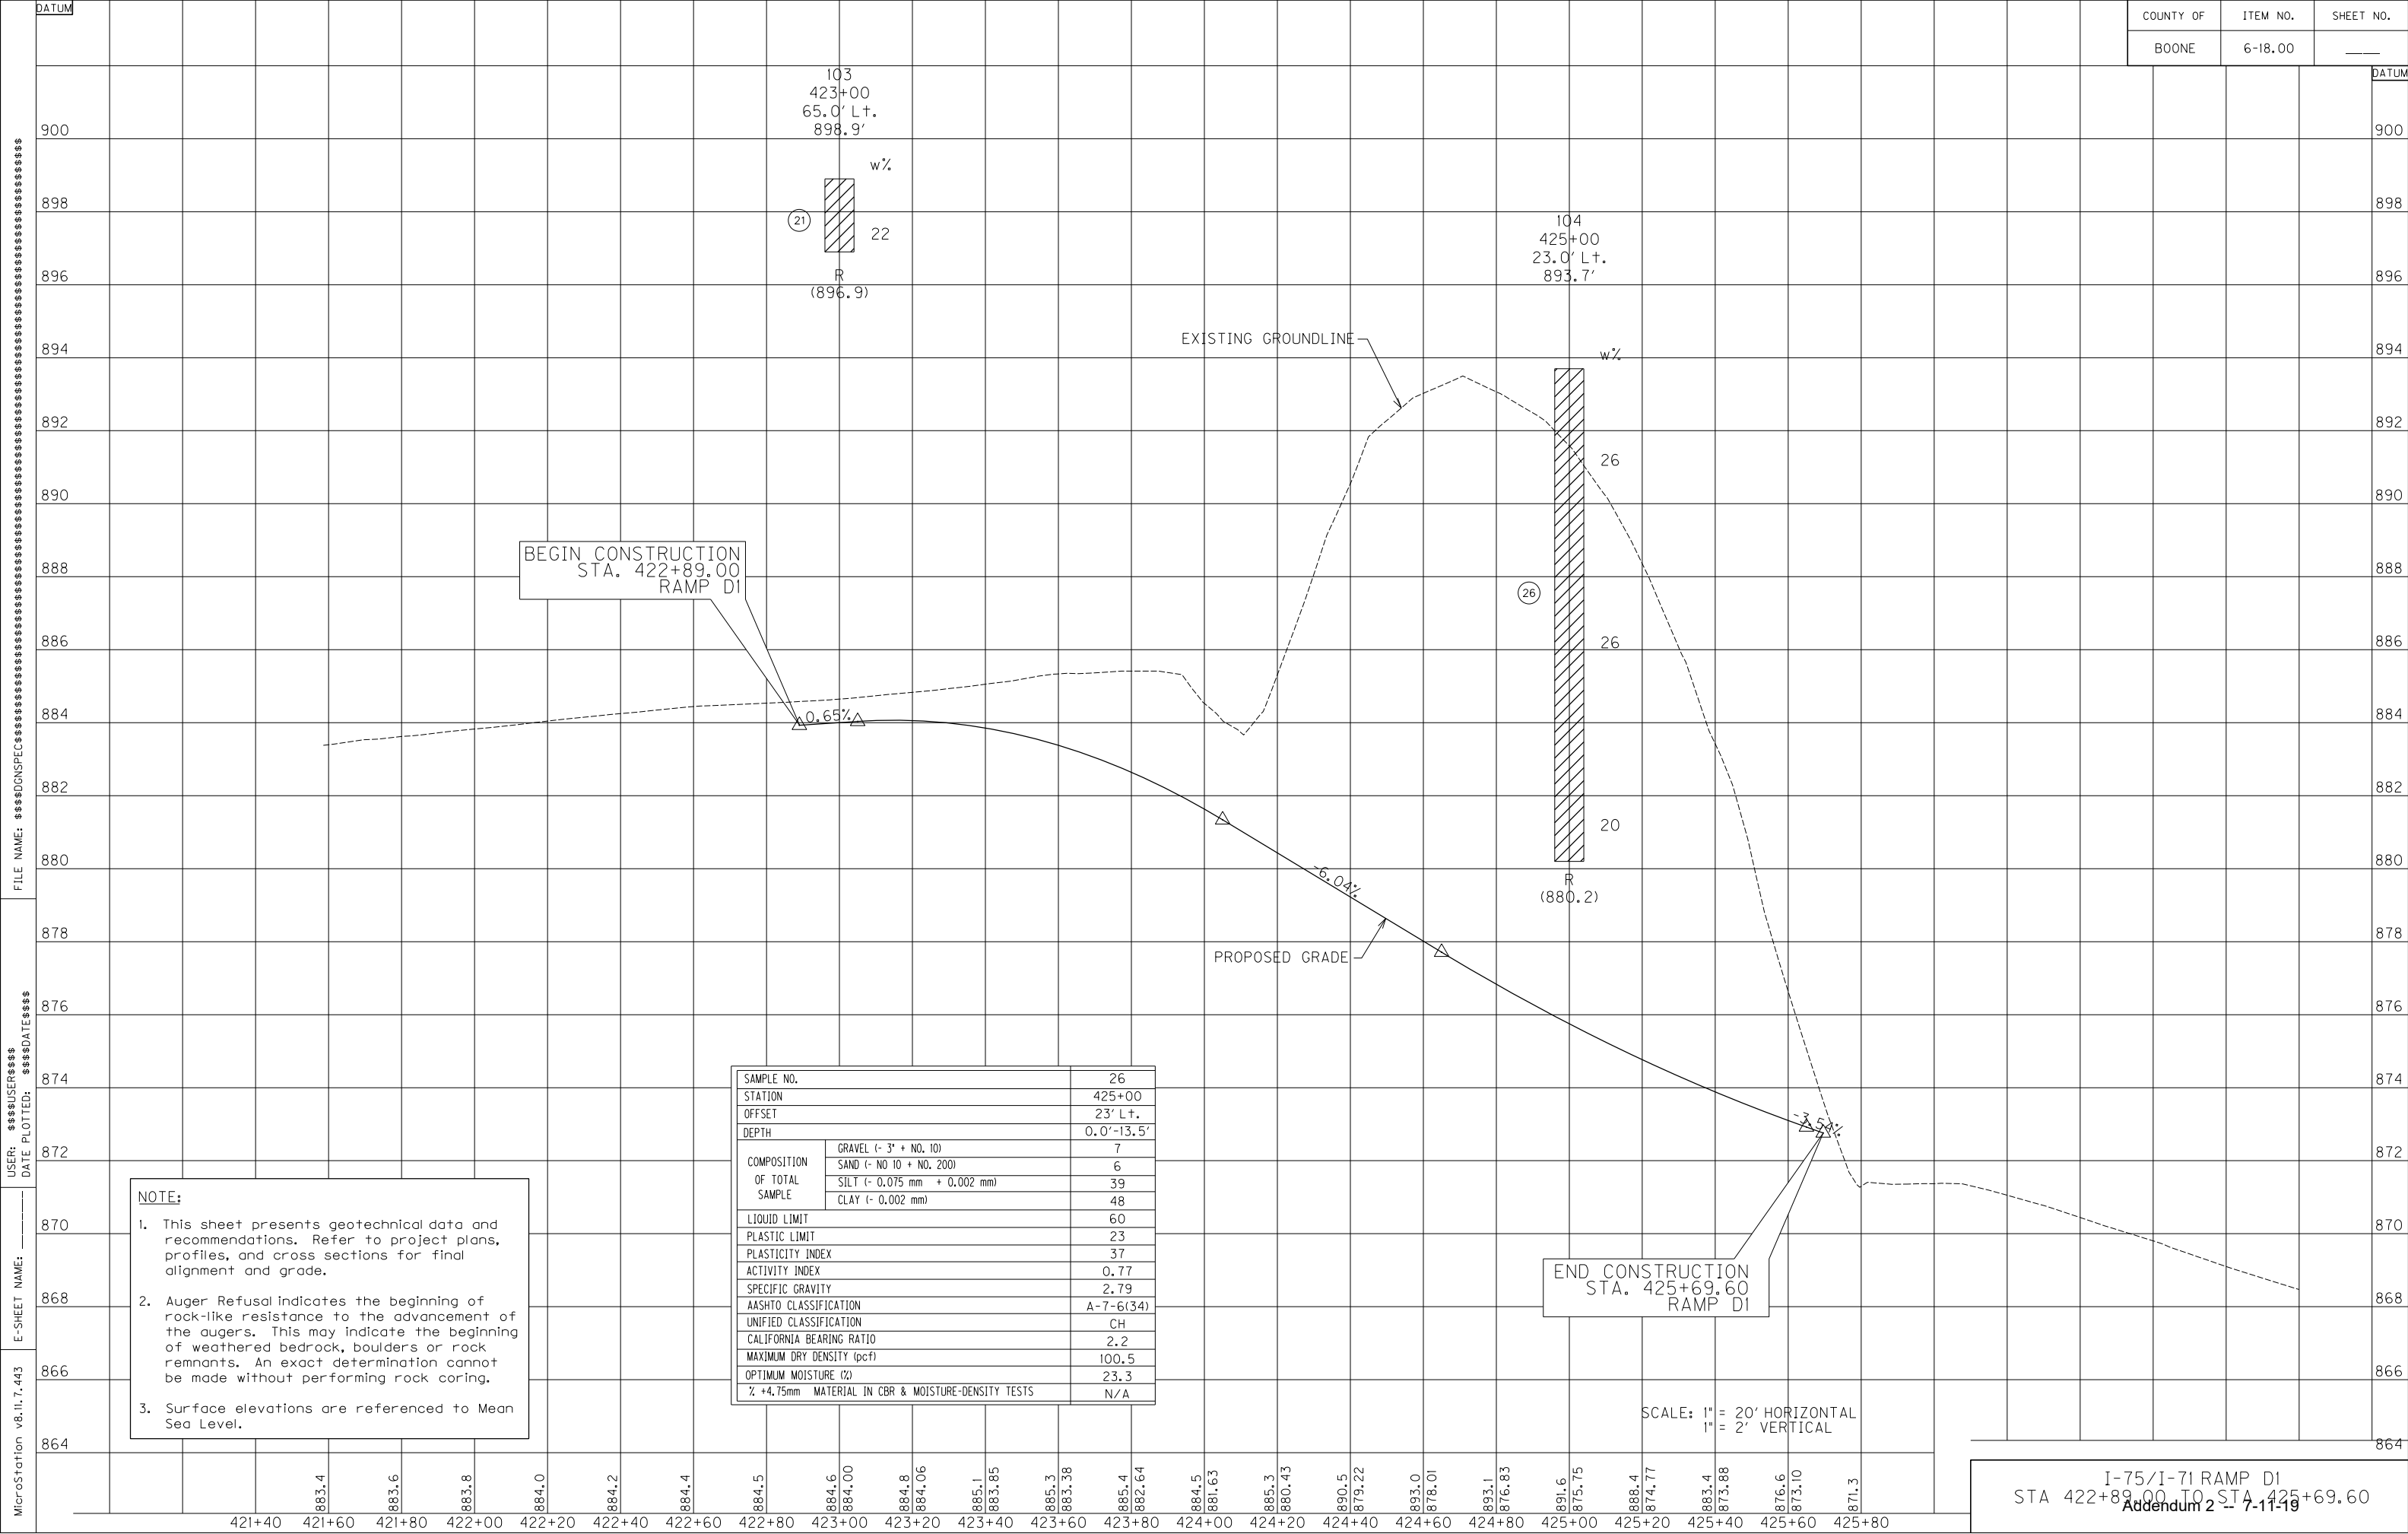 DATUM
COUNTY OF ITEM NO. SHEET NO.
BOONE 6-18.00
DATUM
103
423+00
65.0' Lt.
898.9'
w%
21
22
R
(896.9)
104
425+00
23.0' Lt.
893.7'
w%
26
26
26
20
R
(880.2)
EXISTING GROUNDLINE
BEGIN CONSTRUCTION
STA. 422+89.00
RAMP D1
0.65%
-6.04%
PROPOSED GRADE
-3.54%
END CONSTRUCTION
STA. 425+69.60
RAMP D1
900 900
898 898
896 896
894 894
892 892
890 890
888 888
886 886
884 884
882 882
880 880
878 878
876 876
874 874
872 872
870 870
868 868
866 866
864 864
SAMPLE NO. 26
STATION 425+00
OFFSET 23' Lt.
DEPTH 0.0'-13.5'
COMPOSITION
OF TOTAL
SAMPLE
GRAVEL (- 3" + NO. 10) 7
SAND (- NO 10 + NO. 200) 6
SILT (- 0.075 mm + 0.002 mm) 39
CLAY (- 0.002 mm) 48
LIQUID LIMIT 60
PLASTIC LIMIT 23
PLASTICITY INDEX 37
ACTIVITY INDEX 0.77
SPECIFIC GRAVITY 2.79
AASHTO CLASSIFICATION A-7-6(34)
UNIFIED CLASSIFICATION CH
CALIFORNIA BEARING RATIO 2.2
MAXIMUM DRY DENSITY (pcf) 100.5
OPTIMUM MOISTURE (%) 23.3
% +4.75mm MATERIAL IN CBR & MOISTURE-DENSITY TESTS N/A
NOTE:
1. This sheet presents geotechnical data and
recommendations. Refer to project plans,
profiles, and cross sections for final
alignment and grade.
2. Auger Refusal indicates the beginning of
rock-like resistance to the advancement of
the augers. This may indicate the beginning
of weathered bedrock, boulders or rock
remnants. An exact determination cannot
be made without performing rock coring.
3. Surface elevations are referenced to Mean
Sea Level.
SCALE: 1" = 20' HORIZONTAL
1" = 2' VERTICAL
883.4
883.6
883.8
884.0
884.2
884.4
884.5
884.6 884.00
884.8 884.06
885.1 883.85
885.3 883.38
885.4 882.64
884.5 881.63
885.3 880.43
890.5 879.22
893.0 878.01
893.1 876.83
891.6 875.75
888.4 874.77
883.4 873.88
876.6 873.10
871.3
421+40 421+60 421+80 422+00 422+20 422+40 422+60 422+80 423+00 423+20 423+40 423+60 423+80 424+00 424+20 424+40 424+60 424+80 425+00 425+20 425+40 425+60 425+80
I-75/I-71 RAMP D1
STA 422+89.00 TO STA 425+69.60
Addendum 2 -- 7-11-19
MicroStation v8.11.7.443
E-SHEET NAME:
USER: $$$$USER$$$$
DATE PLOTTED: $$$$DATE$$$$